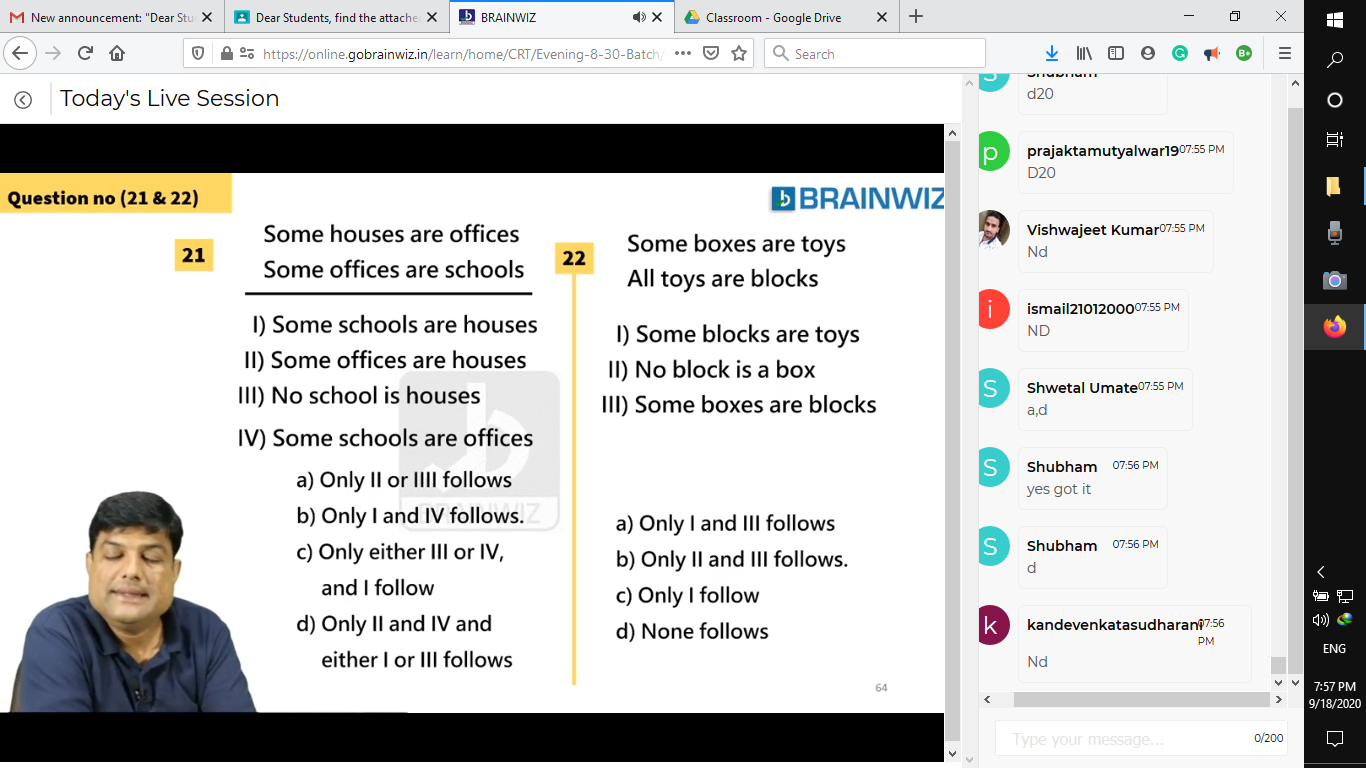 New announcement: "Dear Stu
Dear Students, find the attache
BRAINWIZ
Classroom - Google Drive
https://online.gobrainwiz.in/learn/home/CRT/Evening-8-30-Batch/
Search
Today's Live Session
Question no (21 & 22)
BRAINWIZ
21
Some houses are offices
Some offices are schools
I) Some schools are houses
II) Some offices are houses
III) No school is houses
IV) Some schools are offices
a) Only II or IIII follows
b) Only I and IV follows.
c) Only either III or IV,
and I follow
d) Only II and IV and
either I or III follows
BRAINWIZ
22
Some boxes are toys
All toys are blocks
I) Some blocks are toys
II) No block is a box
III) Some boxes are blocks
a) Only I and III follows
b) Only II and III follows.
c) Only I follow
d) None follows
64
S
Shubham
d20
p
prajaktamutyalwar19 07:55 PM
D20
Vishwajeet Kumar 07:55 PM
Nd
i
ismail21012000 07:55 PM
ND
S
Shwetal Umate 07:55 PM
a,d
S
Shubham 07:56 PM
yes got it
S
Shubham 07:56 PM
d
k
kandevenkatasudharani 07:56
PM
Nd
Type your message...
0/200
ENG
7:57 PM
9/18/2020